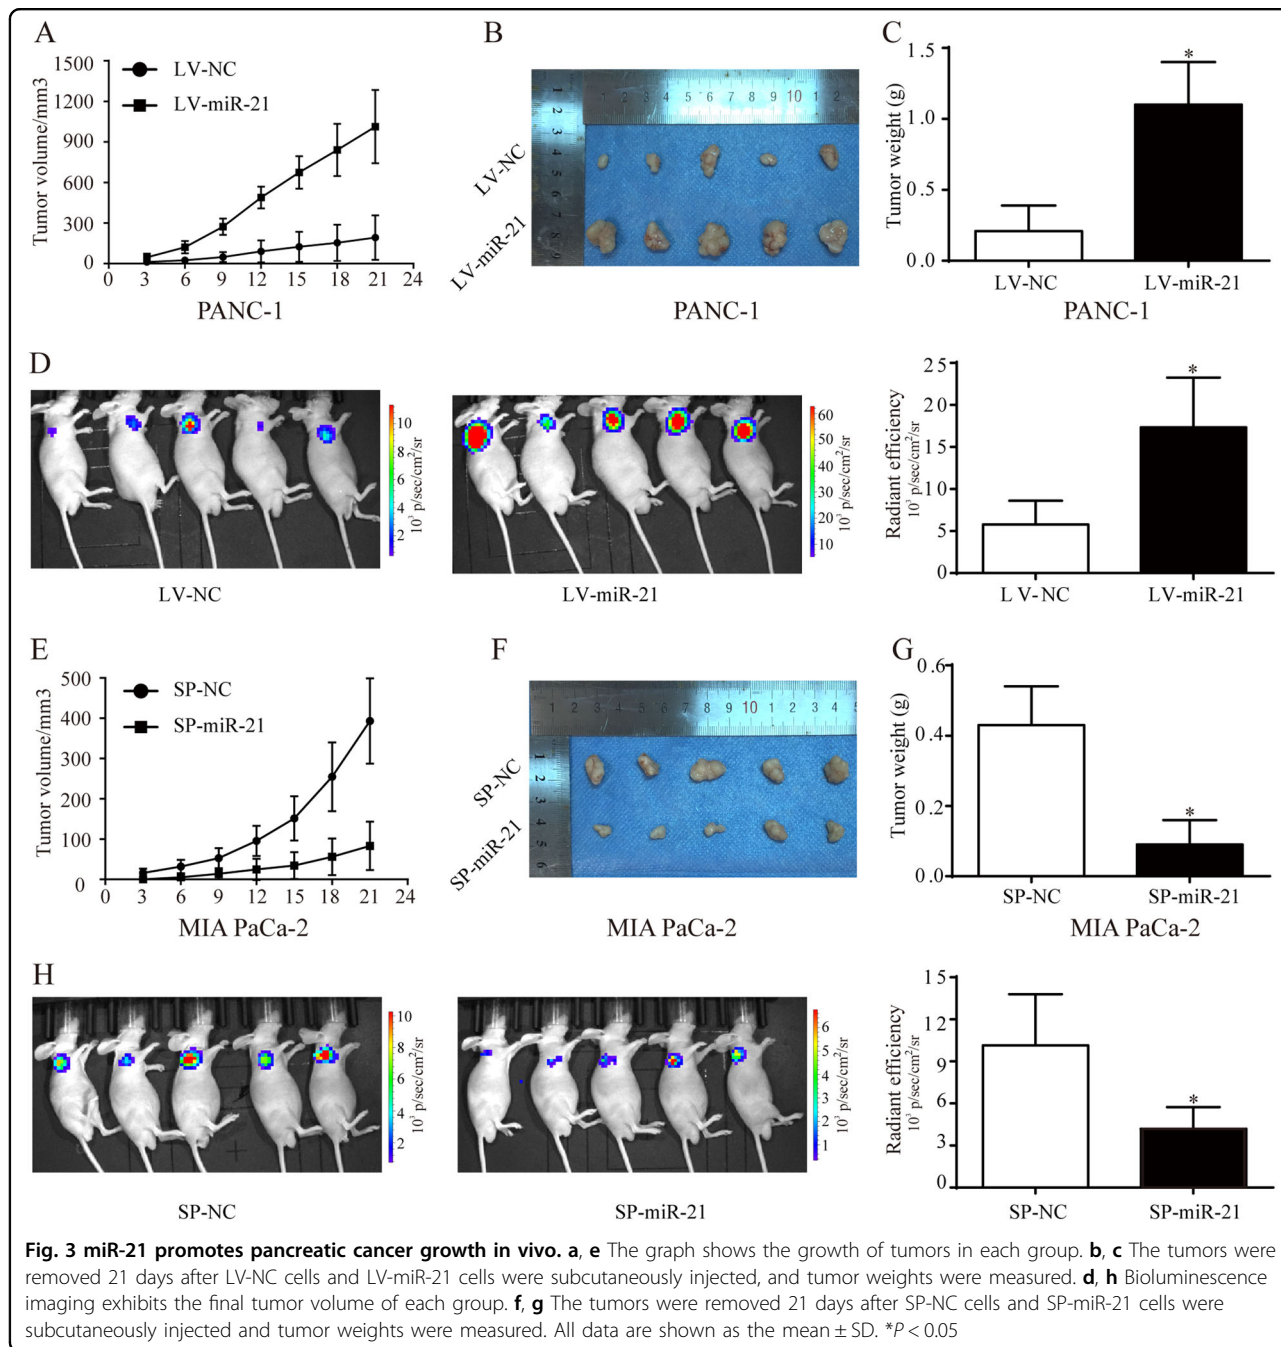 A
1500
1200
900
600
300
0
Tumor volume/mm3
LV-NC
LV-miR-21
3 6 9 12 15 18 21 24
PANC-1
B
LV-NC
LV-miR-21
PANC-1
C
1.5
1.0
0.5
0.0
Tumor weight (g)
*
LV-NC LV-miR-21
PANC-1
D
10
8
6
4
2
10³ p/sec/cm²/sr
LV-NC
60
50
40
30
20
10
10³ p/sec/cm²/sr
LV-miR-21
25
20
15
10
5
0
Radiant efficiency
10³ p/sec/cm²/sr
*
LV-NC LV-miR-21
E
500
400
300
200
100
0
Tumor volume/mm3
SP-NC
SP-miR-21
3 6 9 12 15 18 21 24
MIA PaCa-2
F
SP-NC
SP-miR-21
MIA PaCa-2
G
0.6
0.4
0.2
0.0
Tumor weight (g)
*
SP-NC SP-miR-21
MIA PaCa-2
H
10
8
6
4
2
10³ p/sec/cm²/sr
SP-NC
6
5
4
3
2
1
10³ p/sec/cm²/sr
SP-miR-21
15
12
9
6
3
0
Radiant efficiency
10³ p/sec/cm²/sr
*
SP-NC SP-miR-21
Fig. 3 miR-21 promotes pancreatic cancer growth in vivo. a, e The graph shows the growth of tumors in each group. b, c The tumors were
removed 21 days after LV-NC cells and LV-miR-21 cells were subcutaneously injected, and tumor weights were measured. d, h Bioluminescence
imaging exhibits the final tumor volume of each group. f, g The tumors were removed 21 days after SP-NC cells and SP-miR-21 cells were
subcutaneously injected and tumor weights were measured. All data are shown as the mean ± SD. *P < 0.05